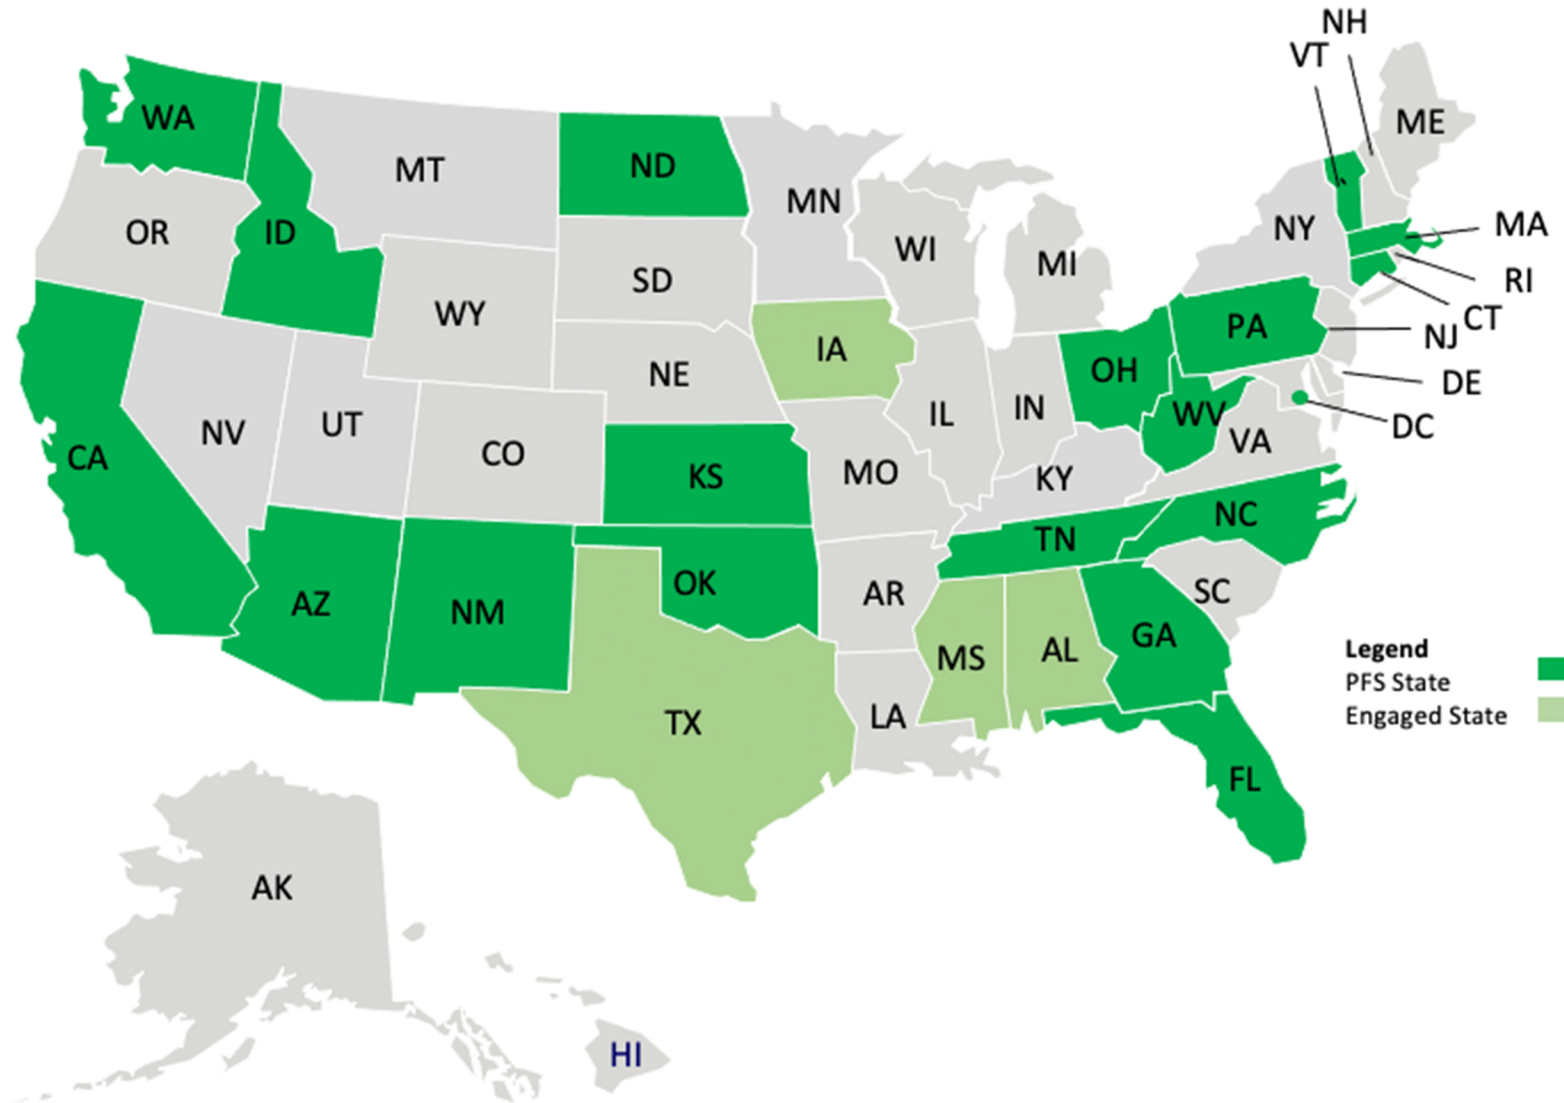 NH
VT
ME
WA
MT
ND
MN
OR
ID
NY
MA
WI
MI
SD
RI
WY
CT
PA
NJ
IA
OH
NE
DE
IL
IN
WV
DC
NV
UT
VA
CO
CA
MO
KY
KS
NC
TN
OK
AR
SC
AZ
NM
GA
MS
AL
Legend
PFS State
Engaged State
LA
TX
FL
AK
HI